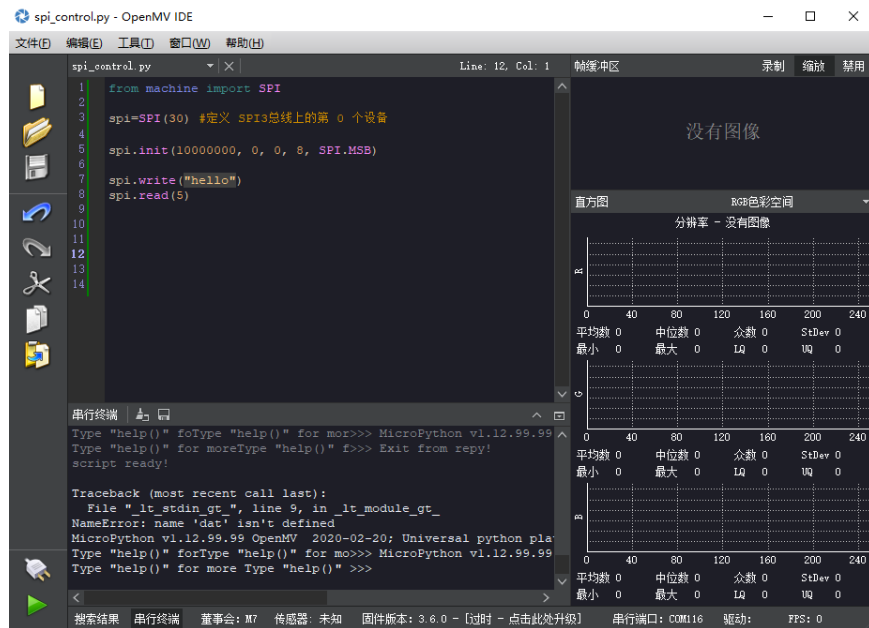 spi_control.py - OpenMV IDE
文件(F) 编辑(E) 工具(T) 窗口(W) 帮助(H)
spi_control.py Line: 12, Col: 1
帧缓冲区 录制 缩放 禁用
1 from machine import SPI
2
3 spi=SPI(30) #定义 SPI3总线上的第 0 个设备
4
5 spi.init(10000000, 0, 0, 8, SPI.MSB)
6
7 spi.write("hello")
8 spi.read(5)
9
10
11
12
13
14
没有图像
直方图 RGB色彩空间
分辨率 - 没有图像
R
0 40 80 120 160 200 240
平均数 0 中位数 0 众数 0 StDev 0
最小 0 最大 0 LQ 0 UQ 0
G
0 40 80 120 160 200 240
平均数 0 中位数 0 众数 0 StDev 0
最小 0 最大 0 LQ 0 UQ 0
B
0 40 80 120 160 200 240
平均数 0 中位数 0 众数 0 StDev 0
最小 0 最大 0 LQ 0 UQ 0
串行终端
Type "help()" foType "help()" for mor>>> MicroPython v1.12.99.99
Type "help()" for moreType "help()" f>>> Exit from repy!
script ready!
Traceback (most recent call last):
File "_lt_stdin_gt_", line 9, in _lt_module_gt_
NameError: name 'dat' isn't defined
MicroPython v1.12.99.99 OpenMV 2020-02-20; Universal python pla
Type "help()" forType "help()" for mo>>> MicroPython v1.12.99
Type "help()" for more Type "help()" >>>
搜索结果 串行终端 董事会: M7 传感器: 未知 固件版本: 3.6.0 - [过时 - 点击此处升级] 串行端口: COM116 驱动: FPS: 0